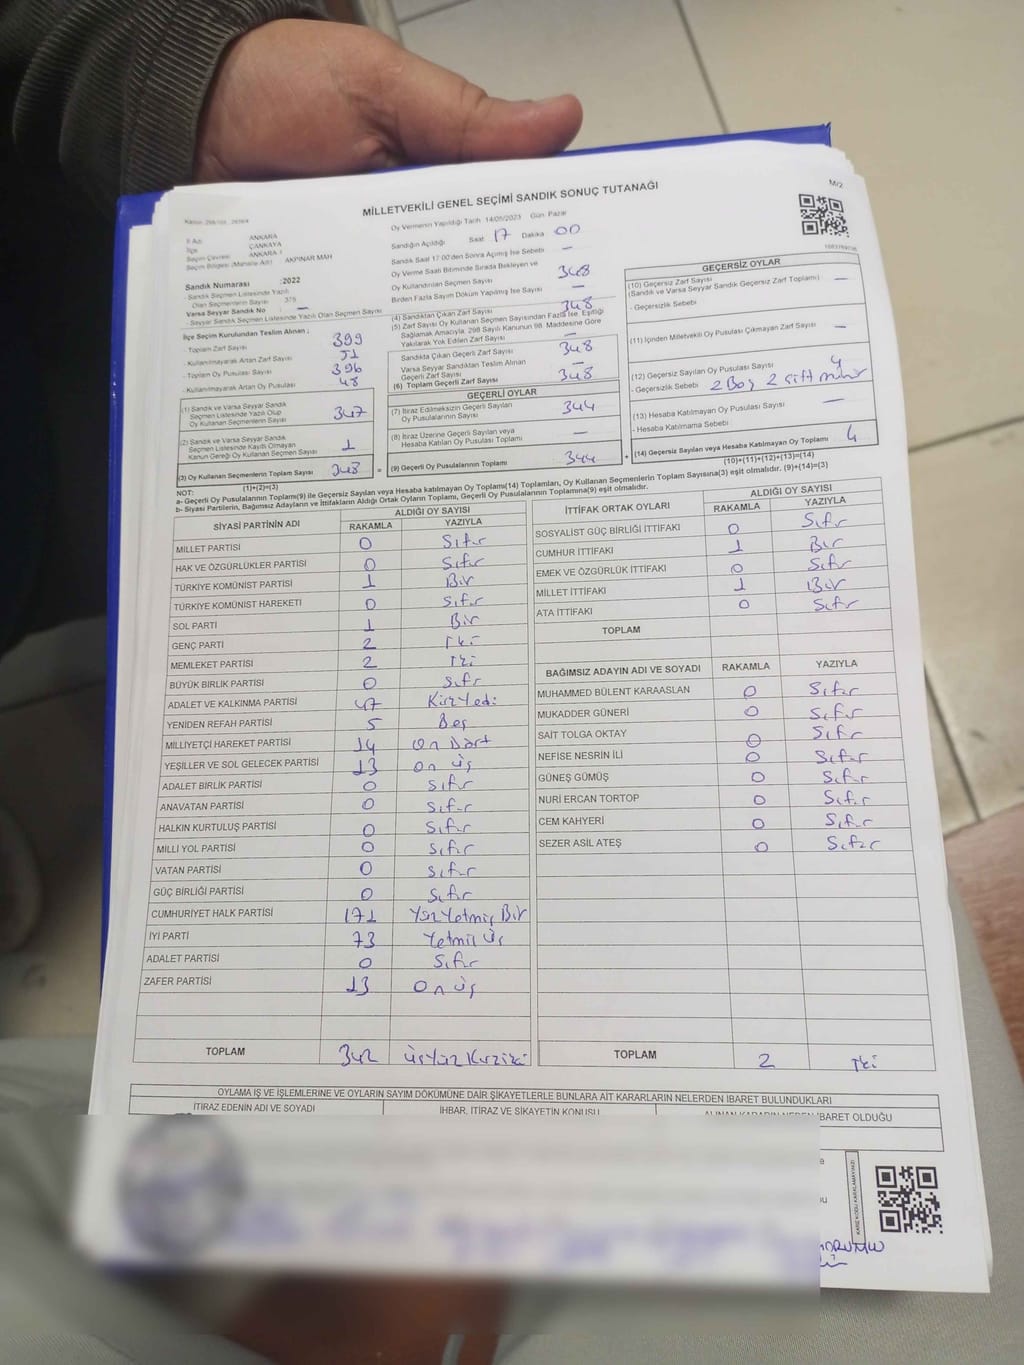 MİLLETVEKİLİ GENEL SEÇİMİ SANDIK SONUÇ TUTANAĞI
M/2
Oy Vermenin Yapıldığı Tarih 14/05/2023 Gün Pazar
İl Adı ANKARA
İlçe ÇANKAYA
Seçim Çevresi ANKARA 1
Seçim Bölgesi (Mahalle Adı) AKPINAR MAH
Sandık Numarası :2022
- Sandık Seçmen Listesinde Yazılı
Olan Seçmenlerin Sayısı 375
Varsa Seyyar Sandık No —
- Seyyar Sandık Seçmen Listesinde Yazılı Olan Seçmen Sayısı
İlçe Seçim Kurulundan Teslim Alınan ;
- Toplam Zarf Sayısı 399
- Kullanılmayarak Artan Zarf Sayısı 51
- Toplam Oy Pusulası Sayısı 396
- Kullanılmayarak Artan Oy Pusulası 48
(1) Sandık ve Varsa Seyyar Sandık
Seçmen Listesinde Yazılı Olup
Oy Kullanan Seçmenlerin Sayısı 347
(2) Sandık ve Varsa Seyyar Sandık
Seçmen Listesinde Kayıtlı Olmayan
Kanun Gereği Oy Kullanan Seçmen Sayısı 1
(3) Oy Kullanan Seçmenlerin Toplam Sayısı 348 =
(1)+(2)=(3)
Sandığın Açıldığı Saat 17 Dakika 00
Sandık Saat 17:00'den Sonra Açılmış İse Sebebi —
Oy Verme Saati Bitiminde Sırada Bekleyen ve
Oy Kullandırılan Seçmen Sayısı 348
Birden Fazla Sayım Döküm Yapılmış İse Sayısı —
(4) Sandıktan Çıkan Zarf Sayısı 348
(5) Zarf Sayısı Oy Kullanan Seçmen Sayısından Fazla İse, Eşitliği
Sağlamak Amacıyla, 298 Sayılı Kanunun 98. Maddesine Göre
Yakılarak Yok Edilen Zarf Sayısı —
Sandıkta Çıkan Geçerli Zarf Sayısı 348
Varsa Seyyar Sandıktan Teslim Alınan
Geçerli Zarf Sayısı —
(6) Toplam Geçerli Zarf Sayısı 348
GEÇERLİ OYLAR
(7) İtiraz Edilmeksizin Geçerli Sayılan
Oy Pusulalarının Sayısı 344
(8) İtiraz Üzerine Geçerli Sayılan veya
Hesaba Katılan Oy Pusulası Toplamı —
(9) Geçerli Oy Pusulalarının Toplamı 344 +
GEÇERSİZ OYLAR
(10) Geçersiz Zarf Sayısı
(Sandık ve Varsa Seyyar Sandık Geçersiz Zarf Toplamı) —
- Geçersizlik Sebebi
(11) İçinden Milletvekili Oy Pusulası Çıkmayan Zarf Sayısı —
(12) Geçersiz Sayılan Oy Pusulası Sayısı 4
- Geçersizlik Sebebi 2 Boş 2 Çift mühür
(13) Hesaba Katılmayan Oy Pusulası Sayısı —
- Hesaba Katılmama Sebebi
(14) Geçersiz Sayılan veya Hesaba Katılmayan Oy Toplamı 4
(10)+(11)+(12)+(13)=(14)
NOT:
a- Geçerli Oy Pusulaları Toplamı(9) ile Geçersiz Sayılan veya Hesaba Katılmayan Oy Toplamı(14) Toplamları, Oy Kullanan Seçmenlerin Toplam Sayısına(3) eşit olmalıdır. (9)+(14)=(3)
b- Siyasi Partilerin, Bağımsız Adayların ve İttifakların Aldığı Ortak Oyların Toplamı, Geçerli Oy Pusulalarının Toplamına(9) eşit olmalıdır.
SİYASİ PARTİNİN ADI ALDIĞI OY SAYISI
RAKAMLA YAZIYLA
MİLLET PARTİSİ 0 Sıfır
HAK VE ÖZGÜRLÜKLER PARTİSİ 0 Sıfır
TÜRKİYE KOMÜNİST PARTİSİ 1 Bir
TÜRKİYE KOMÜNİST HAREKETİ 0 Sıfır
SOL PARTİ 1 Bir
GENÇ PARTİ 2 İki
MEMLEKET PARTİSİ 2 İki
BÜYÜK BİRLİK PARTİSİ 0 Sıfır
ADALET VE KALKINMA PARTİSİ 47 Kırkyedi
YENİDEN REFAH PARTİSİ 5 Beş
MİLLİYETÇİ HAREKET PARTİSİ 14 On Dört
YEŞİLLER VE SOL GELECEK PARTİSİ 13 on üç
ADALET BİRLİK PARTİSİ 0 Sıfır
ANAVATAN PARTİSİ 0 Sıfır
HALKIN KURTULUŞ PARTİSİ 0 Sıfır
MİLLİ YOL PARTİSİ 0 Sıfır
VATAN PARTİSİ 0 Sıfır
GÜÇ BİRLİĞİ PARTİSİ 0 Sıfır
CUMHURİYET HALK PARTİSİ 171 Yüz Yetmiş Bir
İYİ PARTİ 73 Yetmiş üç
ADALET PARTİSİ 0 Sıfır
ZAFER PARTİSİ 13 On üç
TOPLAM 342 üçyüz Kırkiki
İTTİFAK ORTAK OYLARI ALDIĞI OY SAYISI
RAKAMLA YAZIYLA
SOSYALİST GÜÇ BİRLİĞİ İTTİFAKI 0 Sıfır
CUMHUR İTTİFAKI 1 Bir
EMEK VE ÖZGÜRLÜK İTTİFAKI 0 Sıfır
MİLLET İTTİFAKI 1 Bir
ATA İTTİFAKI 0 Sıfır
TOPLAM
BAĞIMSIZ ADAYIN ADI VE SOYADI RAKAMLA YAZIYLA
MUHAMMED BÜLENT KARAASLAN 0 Sıfır
MUKADDER GÜNERİ 0 Sıfır
SAİT TOLGA OKTAY 0 Sıfır
NEFİSE NESRİN İLİ 0 Sıfır
GÜNEŞ GÜMÜŞ 0 Sıfır
NURİ ERCAN TORTOP 0 Sıfır
CEM KAHYERİ 0 Sıfır
SEZER ASİL ATEŞ 0 Sıfır
TOPLAM 2 İki
OYLAMA İŞ VE İŞLEMLERİNE VE OYLARIN SAYIM DÖKÜMÜNE DAİR ŞİKAYETLERLE BUNLARA AİT KARARLARIN NELERDEN İBARET BULUNDUKLARI
İTİRAZ EDENİN ADI VE SOYADI İHBAR, İTİRAZ VE ŞİKAYETİN KONUSU ALINAN KARARIN NEDEN İBARET OLDUĞU